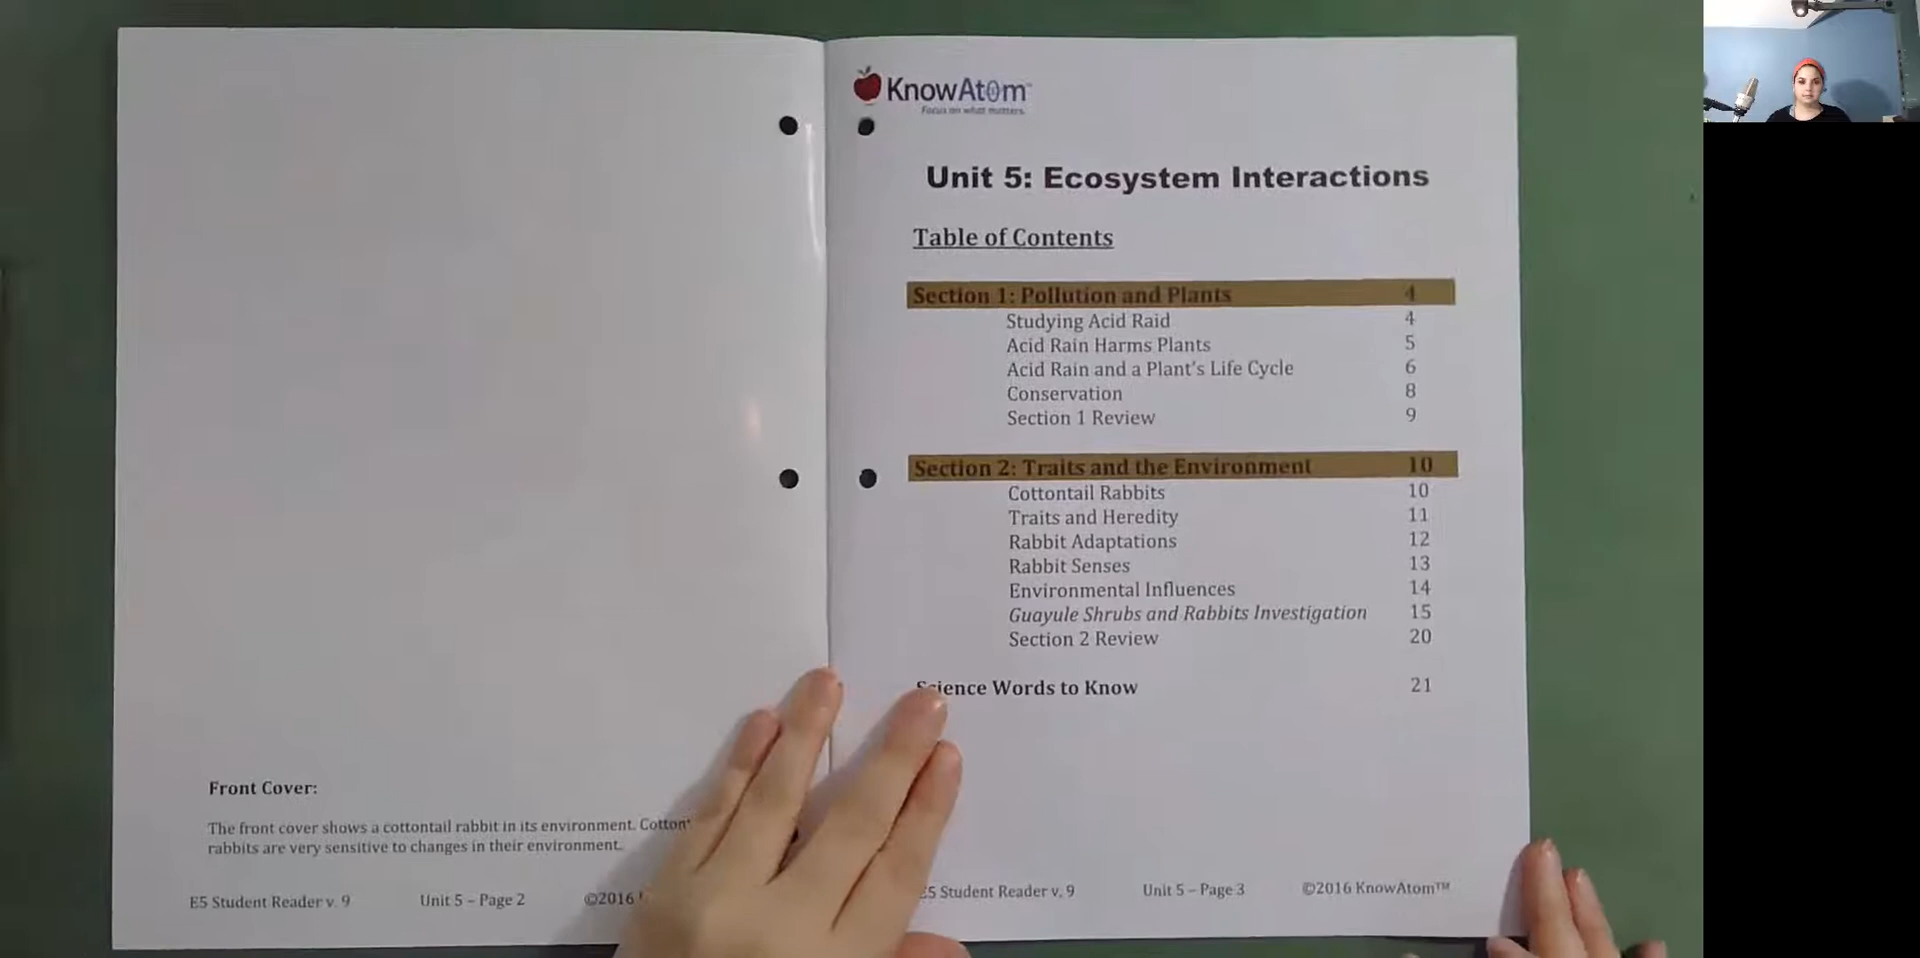 Front Cover:
The front cover shows a cottontail rabbit in its environment.
rabbits are very sensitive to changes in their environment.
E5 Student Reader v. 9 Unit 5 – Page 2 ©2016
KnowAtom™
Focus on what matters.
Unit 5: Ecosystem Interactions
Table of Contents
Section 1: Pollution and Plants 4
Studying Acid Raid 4
Acid Rain Harms Plants 5
Acid Rain and a Plant's Life Cycle 6
Conservation 8
Section 1 Review 9
Section 2: Traits and the Environment 10
Cottontail Rabbits 10
Traits and Heredity 11
Rabbit Adaptations 12
Rabbit Senses 13
Environmental Influences 14
Guayule Shrubs and Rabbits Investigation 15
Section 2 Review 20
Science Words to Know 21
E5 Student Reader v. 9 Unit 5 – Page 3 ©2016 KnowAtom™